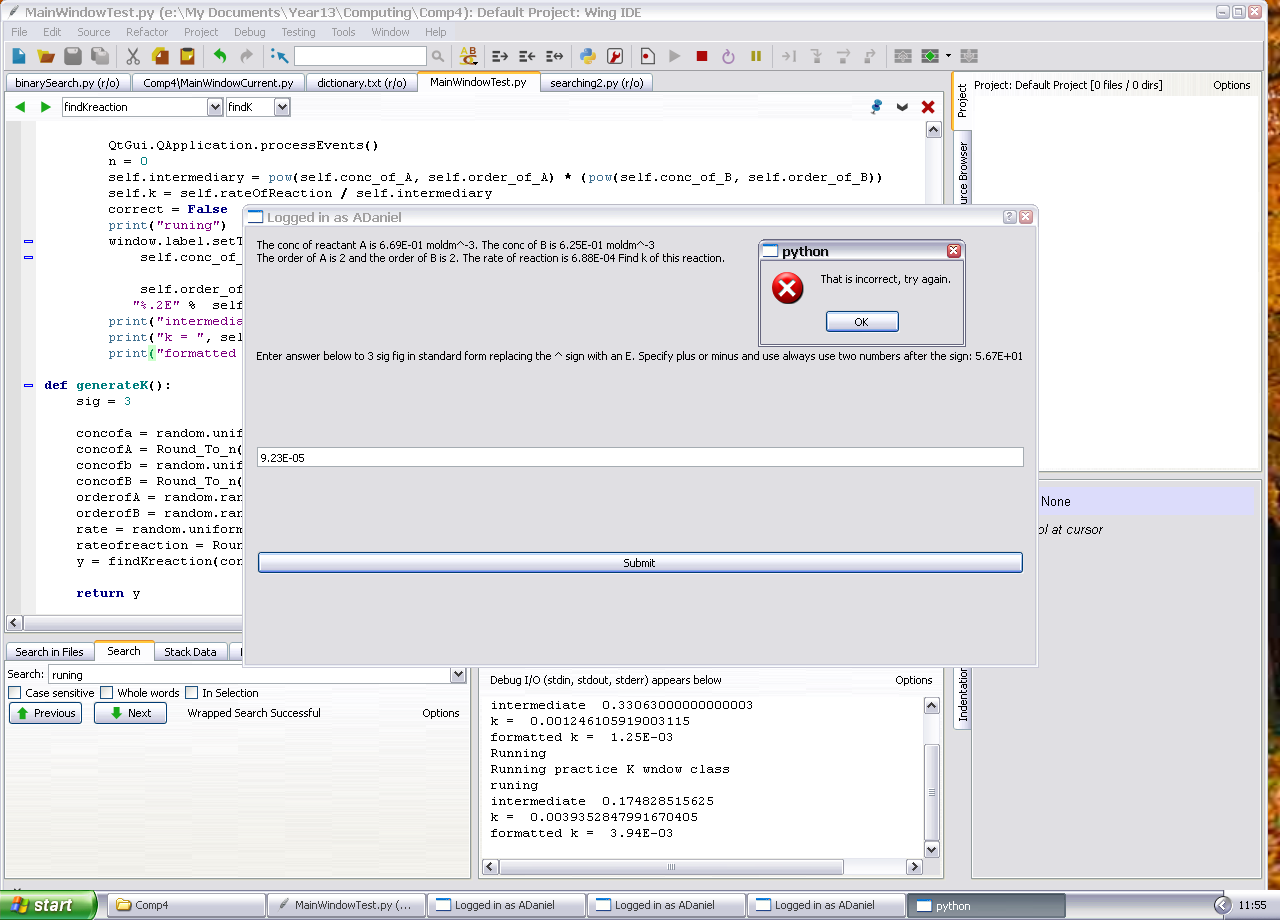 MainWindowTest.py (e:\My Documents\Year13\Computing\Comp4): Default Project: Wing IDE
File Edit Source Refactor Project Debug Testing Tools Window Help
binarySearch.py (r/o) Comp4\MainWindowCurrent.py dictionary.txt (r/o) MainWindowTest.py searching2.py (r/o)
findKreaction findK
QtGui.QApplication.processEvents()
n = 0
self.intermediary = pow(self.conc_of_A, self.order_of_A) * (pow(self.conc_of_B, self.order_of_B))
self.k = self.rateOfReaction / self.intermediary
correct = False
print("runing")
window.label.setT
self.conc_of_
self.order_of
"%.2E" % self
print("intermedia
print("k = ", sel
print("formatted
def generateK():
sig = 3
concofa = random.unif
concofA = Round_To_n(
concofb = random.unif
concofB = Round_To_n(
orderofA = random.ran
orderofB = random.ran
rate = random.uniform
rateofreaction = Roun
y = findKreaction(con
return y
Logged in as ADaniel
The conc of reactant A is 6.69E-01 moldm^-3. The conc of B is 6.25E-01 moldm^-3
The order of A is 2 and the order of B is 2. The rate of reaction is 6.88E-04 Find k of this reaction.
python
That is incorrect, try again.
OK
Enter answer below to 3 sig fig in standard form replacing the ^ sign with an E. Specify plus or minus and use always use two numbers after the sign: 5.67E+01
9.23E-05
Submit
Project
Project: Default Project [0 files / 0 dirs] Options
urce Browser
None
ol at cursor
Indentatio
Search in Files Search Stack Data
Search: runing
Case sensitive Whole words In Selection
Previous Next Wrapped Search Successful Options
Debug I/O (stdin, stdout, stderr) appears below Options
intermediate 0.33063000000000003
k = 0.001246105919003115
formatted k = 1.25E-03
Running
Running practice K wndow class
runing
intermediate 0.174828515625
k = 0.0039352847991670405
formatted k = 3.94E-03
start Comp4 MainWindowTest.py (... Logged in as ADaniel Logged in as ADaniel Logged in as ADaniel python 11:55